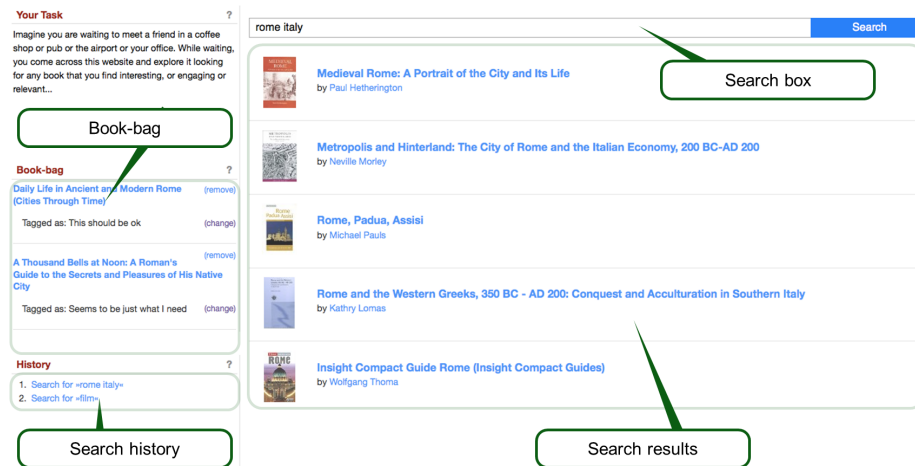 Your Task ?
Imagine you are waiting to meet a friend in a coffee
shop or pub or the airport or your office. While waiting,
you come across this website and explore it looking
for any book that you find interesting, or engaging or
relevant...
Book-bag
Book-bag ?
Daily Life in Ancient and Modern Rome (remove)
(Cities Through Time)
Tagged as: This should be ok (change)
(remove)
A Thousand Bells at Noon: A Roman's
Guide to the Secrets and Pleasures of His Native
City
Tagged as: Seems to be just what I need (change)
History ?
1. Search for »rome italy«
2. Search for »film«
Search history
rome italy Search
Search box
Medieval Rome: A Portrait of the City and Its Life
by Paul Hetherington
Metropolis and Hinterland: The City of Rome and the Italian Economy, 200 BC-AD 200
by Neville Morley
Rome, Padua, Assisi
by Michael Pauls
Rome and the Western Greeks, 350 BC - AD 200: Conquest and Acculturation in Southern Italy
by Kathry Lomas
ROME
Insight Compact Guide Rome (Insight Compact Guides)
by Wolfgang Thoma
Search results